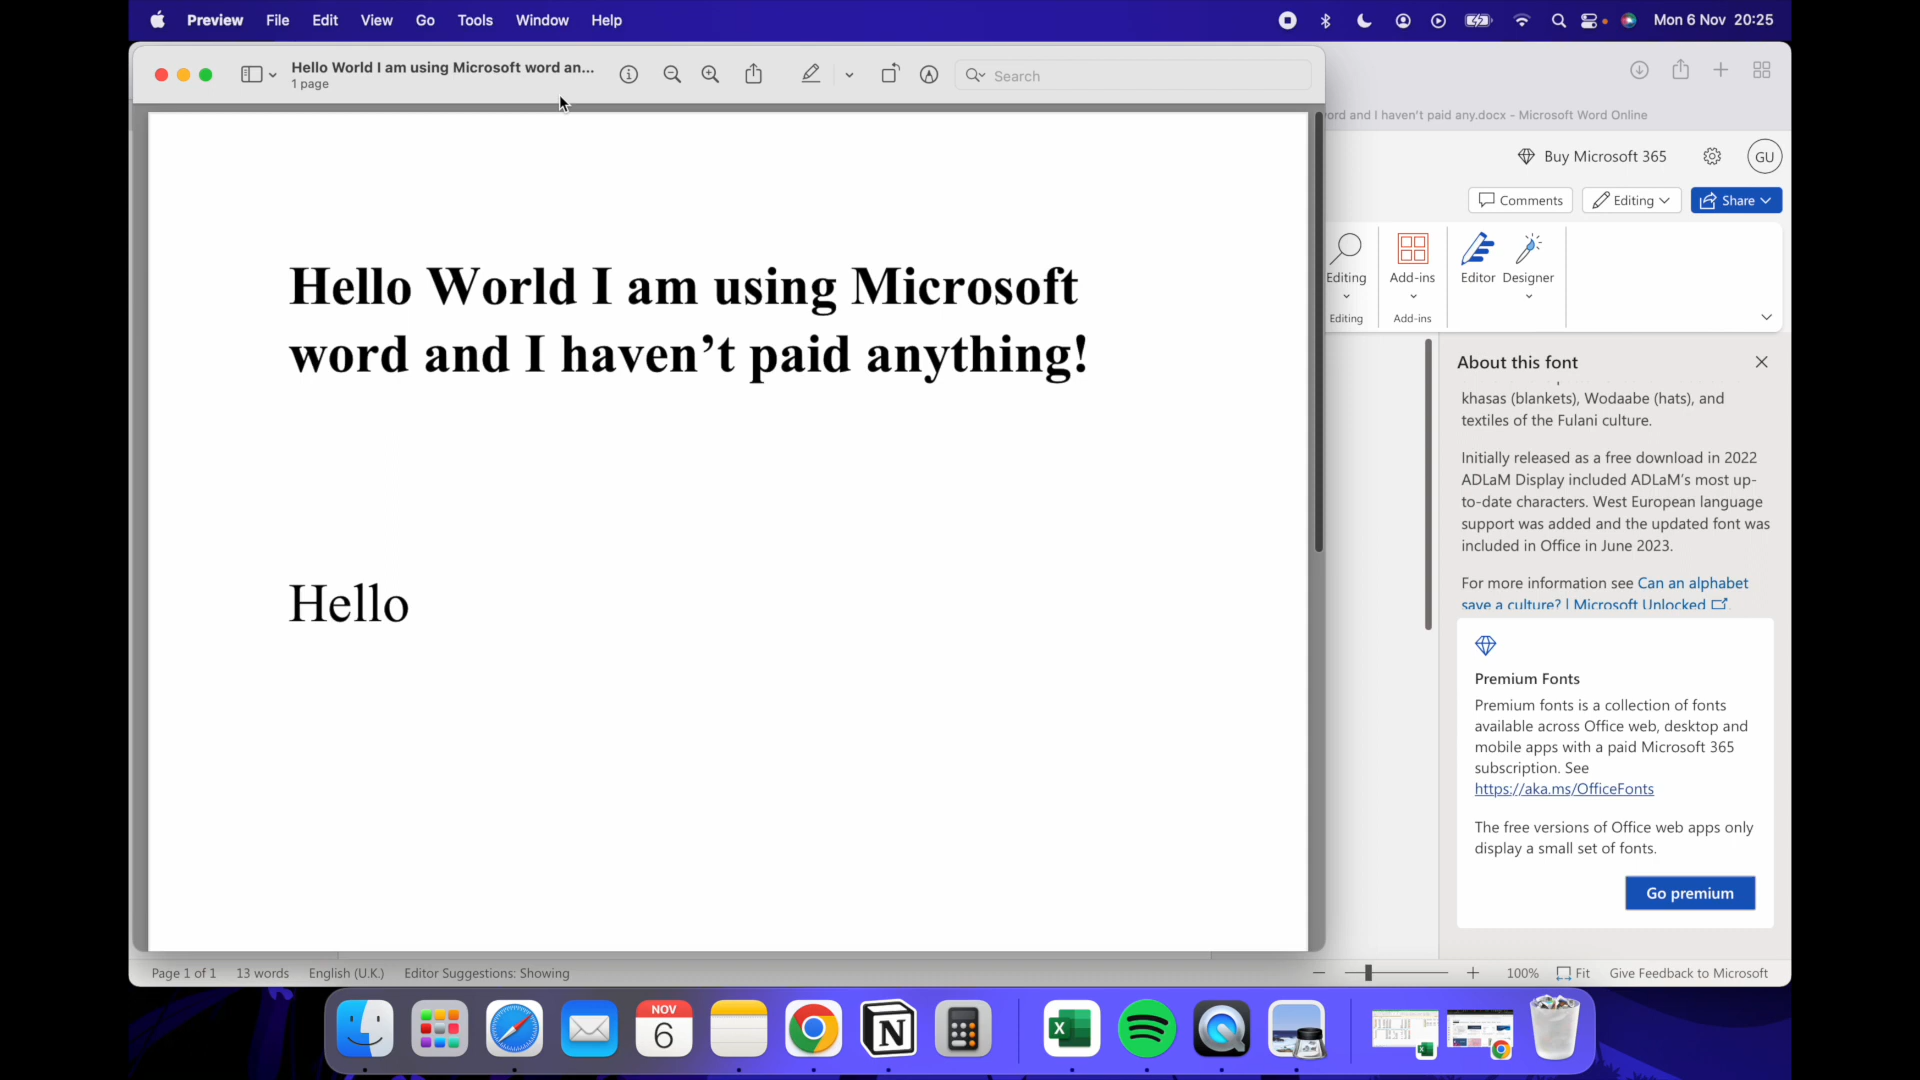 Preview File Edit View Go Tools Window Help
Mon 6 Nov 20:25
Hello World I am using Microsoft word an...
1 page
Search
ord and I haven't paid any.docx - Microsoft Word Online
Buy Microsoft 365
GU
Comments Editing Share
Hello World I am using Microsoft
word and I haven’t paid anything!
Hello
Editing Add-ins Editor Designer
Editing Add-ins
About this font
khasas (blankets), Wodaabe (hats), and
textiles of the Fulani culture.
Initially released as a free download in 2022
ADLaM Display included ADLaM's most up-
to-date characters. West European language
support was added and the updated font was
included in Office in June 2023.
For more information see Can an alphabet
save a culture? | Microsoft Unlocked
Premium Fonts
Premium fonts is a collection of fonts
available across Office web, desktop and
mobile apps with a paid Microsoft 365
subscription. See
https://aka.ms/OfficeFonts
The free versions of Office web apps only
display a small set of fonts.
Go premium
Page 1 of 1 13 words English (U.K.) Editor Suggestions: Showing
100% Fit Give Feedback to Microsoft
NOV
6
N
X